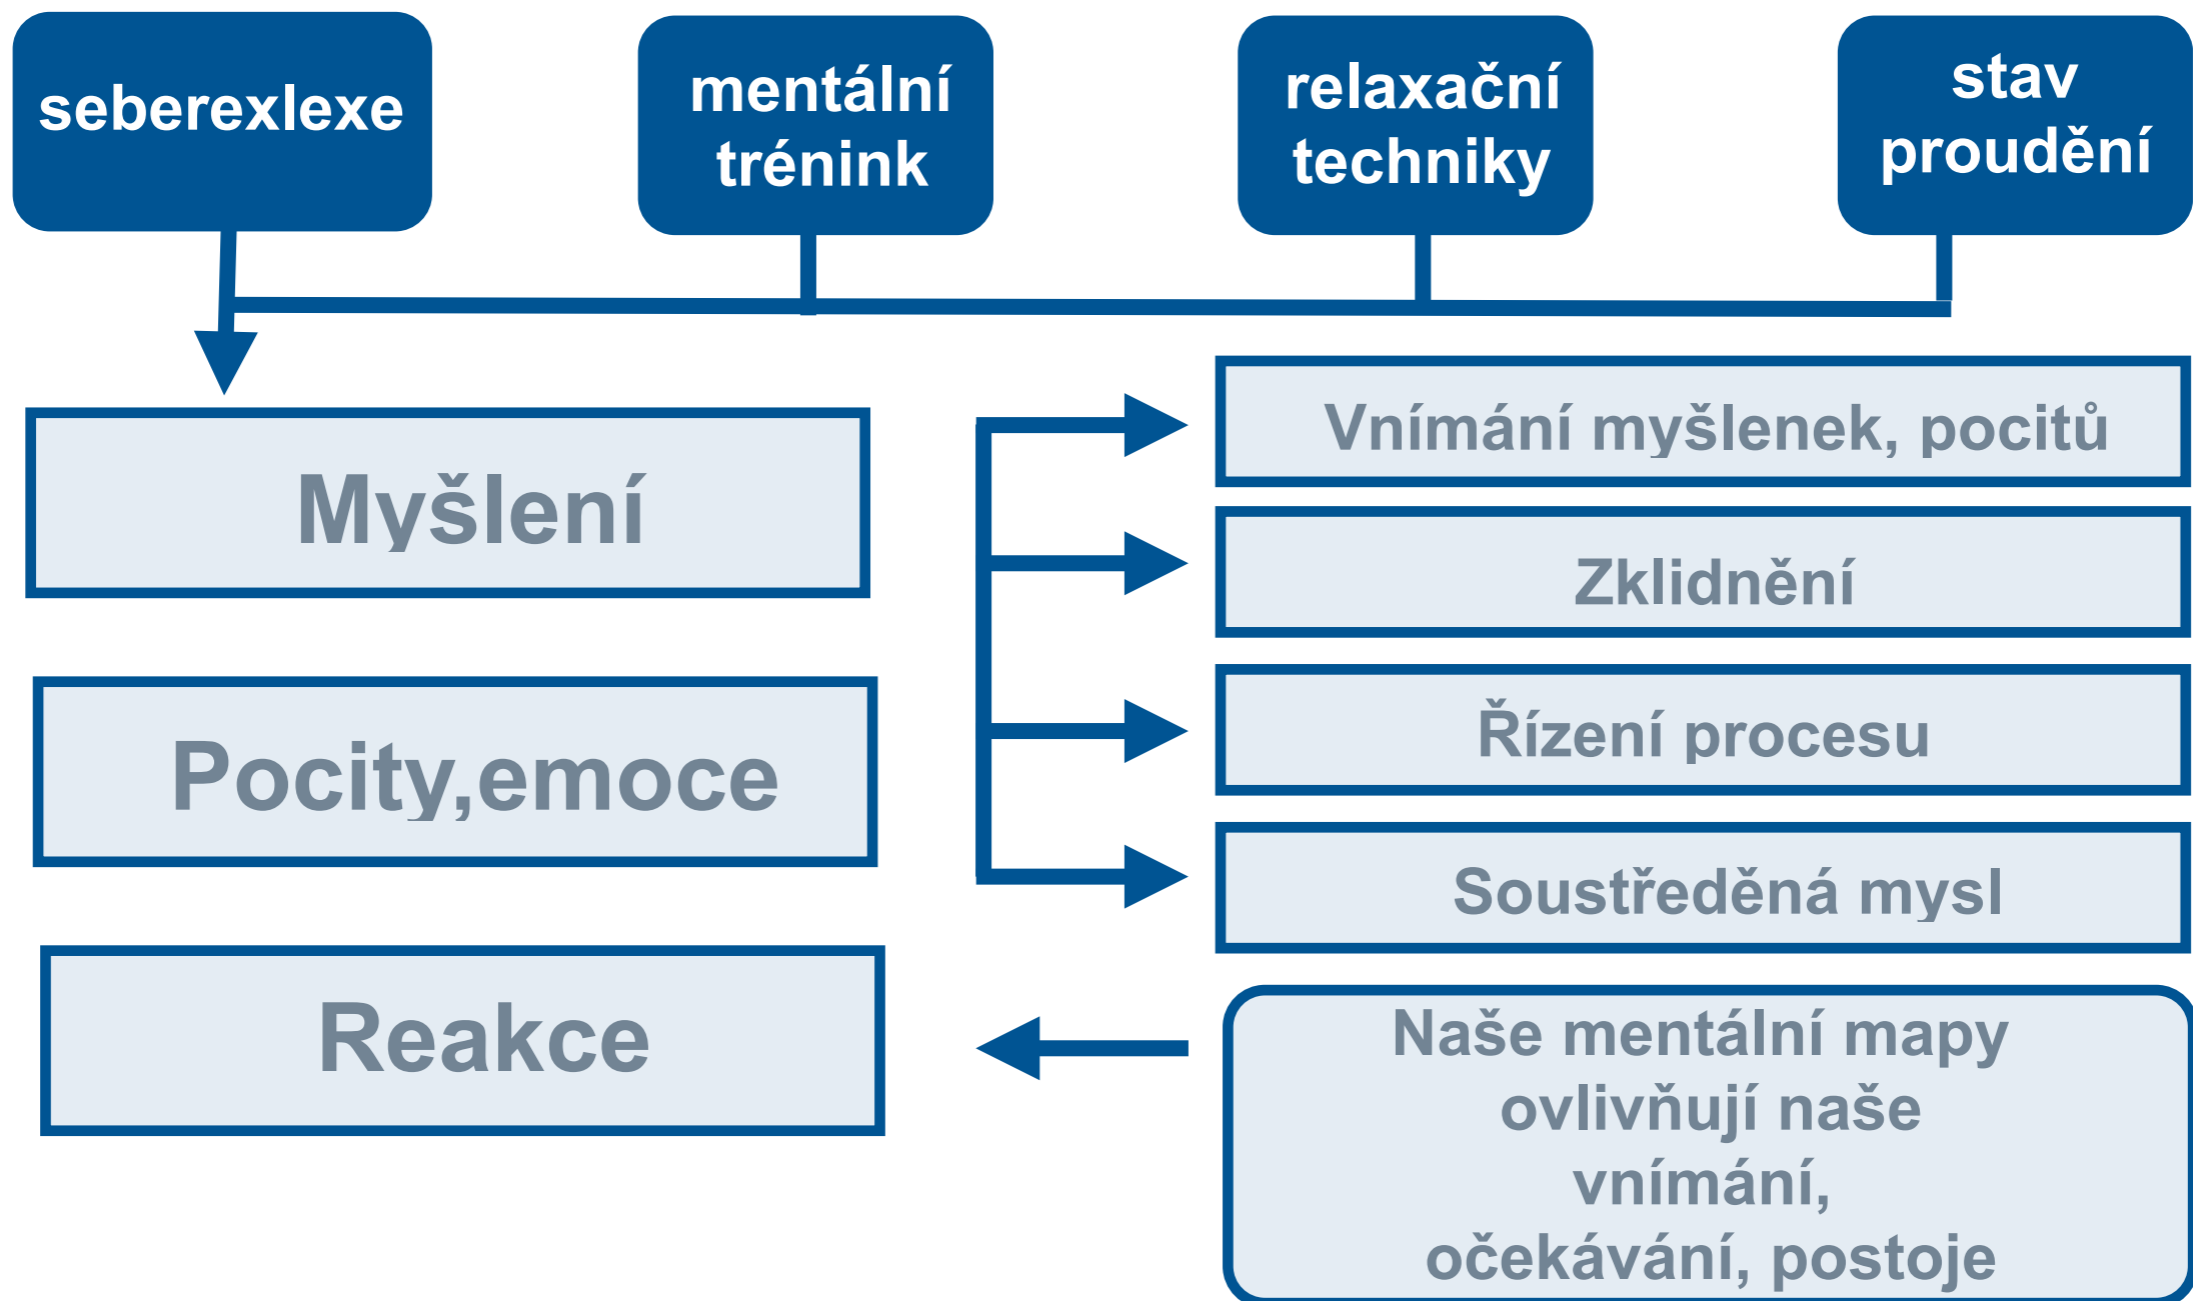 seberexlexe
mentální
trénink
relaxační
techniky
stav
proudění
Myšlení
Pocity,emoce
Reakce
Vnímání myšlenek, pocitů
Zklidnění
Řízení procesu
Soustředěná mysl
Naše mentální mapy
ovlivňují naše
vnímání,
očekávání, postoje